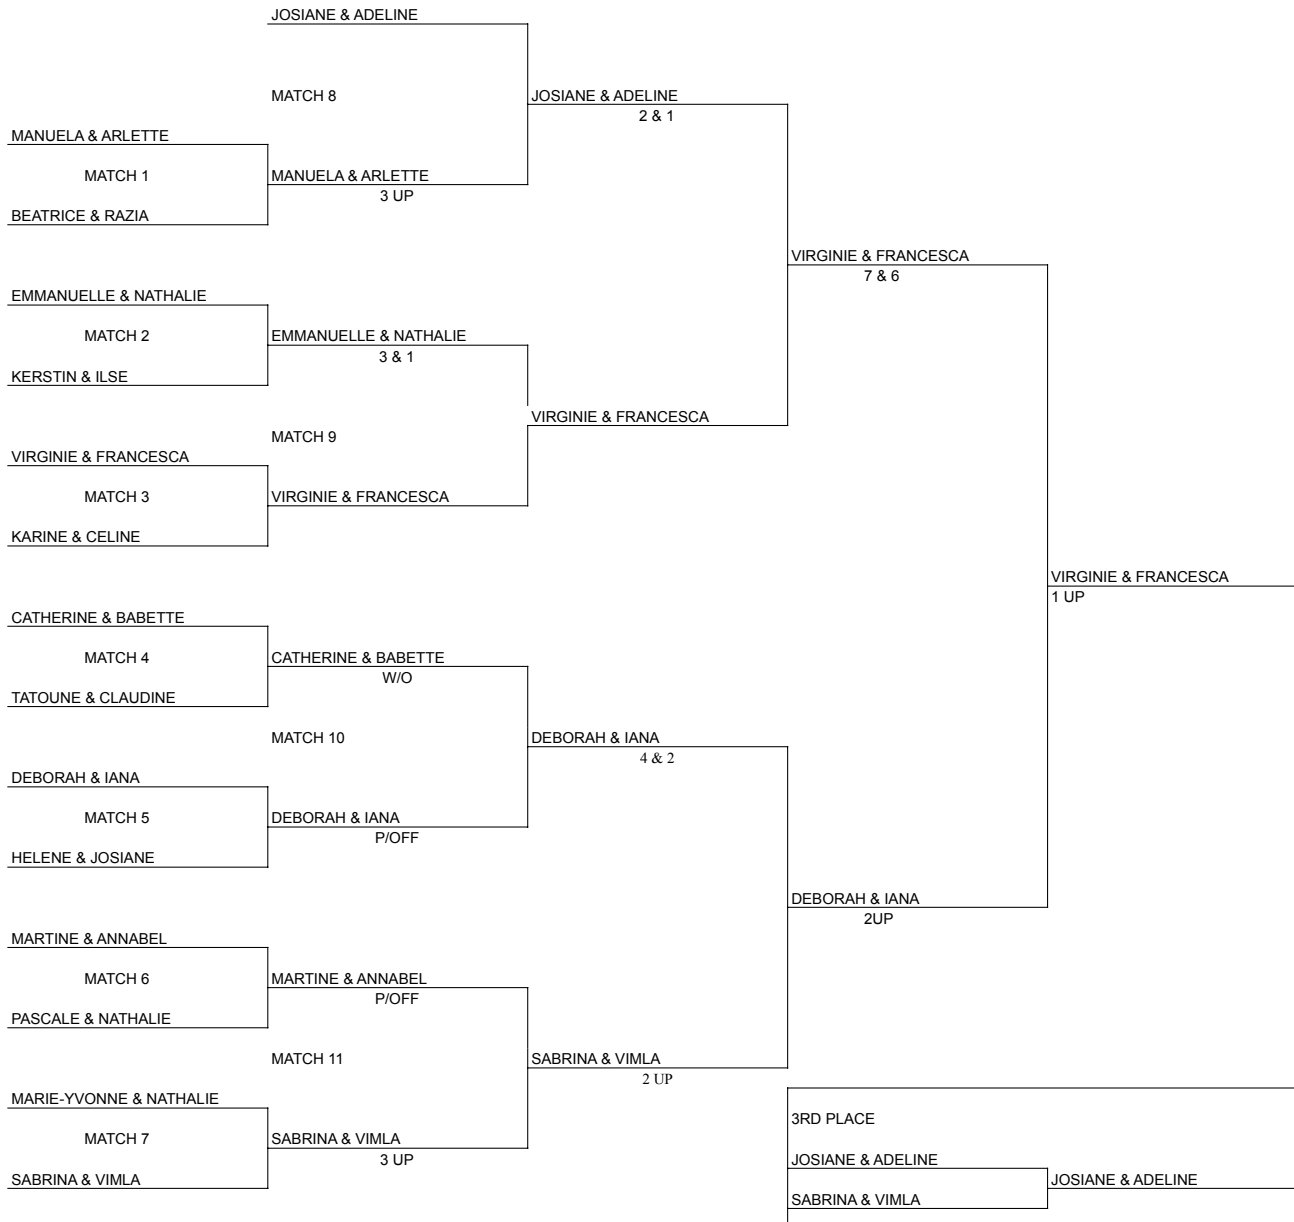 JOSIANE & ADELINE
MATCH 8
JOSIANE & ADELINE
2 & 1
MANUELA & ARLETTE
MATCH 1
MANUELA & ARLETTE
3 UP
BEATRICE & RAZIA
VIRGINIE & FRANCESCA
7 & 6
EMMANUELLE & NATHALIE
MATCH 2
EMMANUELLE & NATHALIE
3 & 1
KERSTIN & ILSE
VIRGINIE & FRANCESCA
MATCH 9
VIRGINIE & FRANCESCA
MATCH 3
VIRGINIE & FRANCESCA
KARINE & CELINE
VIRGINIE & FRANCESCA
1 UP
CATHERINE & BABETTE
MATCH 4
CATHERINE & BABETTE
W/O
TATOUNE & CLAUDINE
MATCH 10
DEBORAH & IANA
4 & 2
DEBORAH & IANA
MATCH 5
DEBORAH & IANA
P/OFF
HELENE & JOSIANE
DEBORAH & IANA
2UP
MARTINE & ANNABEL
MATCH 6
MARTINE & ANNABEL
P/OFF
PASCALE & NATHALIE
MATCH 11
SABRINA & VIMLA
2 UP
MARIE-YVONNE & NATHALIE
MATCH 7
SABRINA & VIMLA
3 UP
SABRINA & VIMLA
3RD PLACE
JOSIANE & ADELINE
JOSIANE & ADELINE
SABRINA & VIMLA